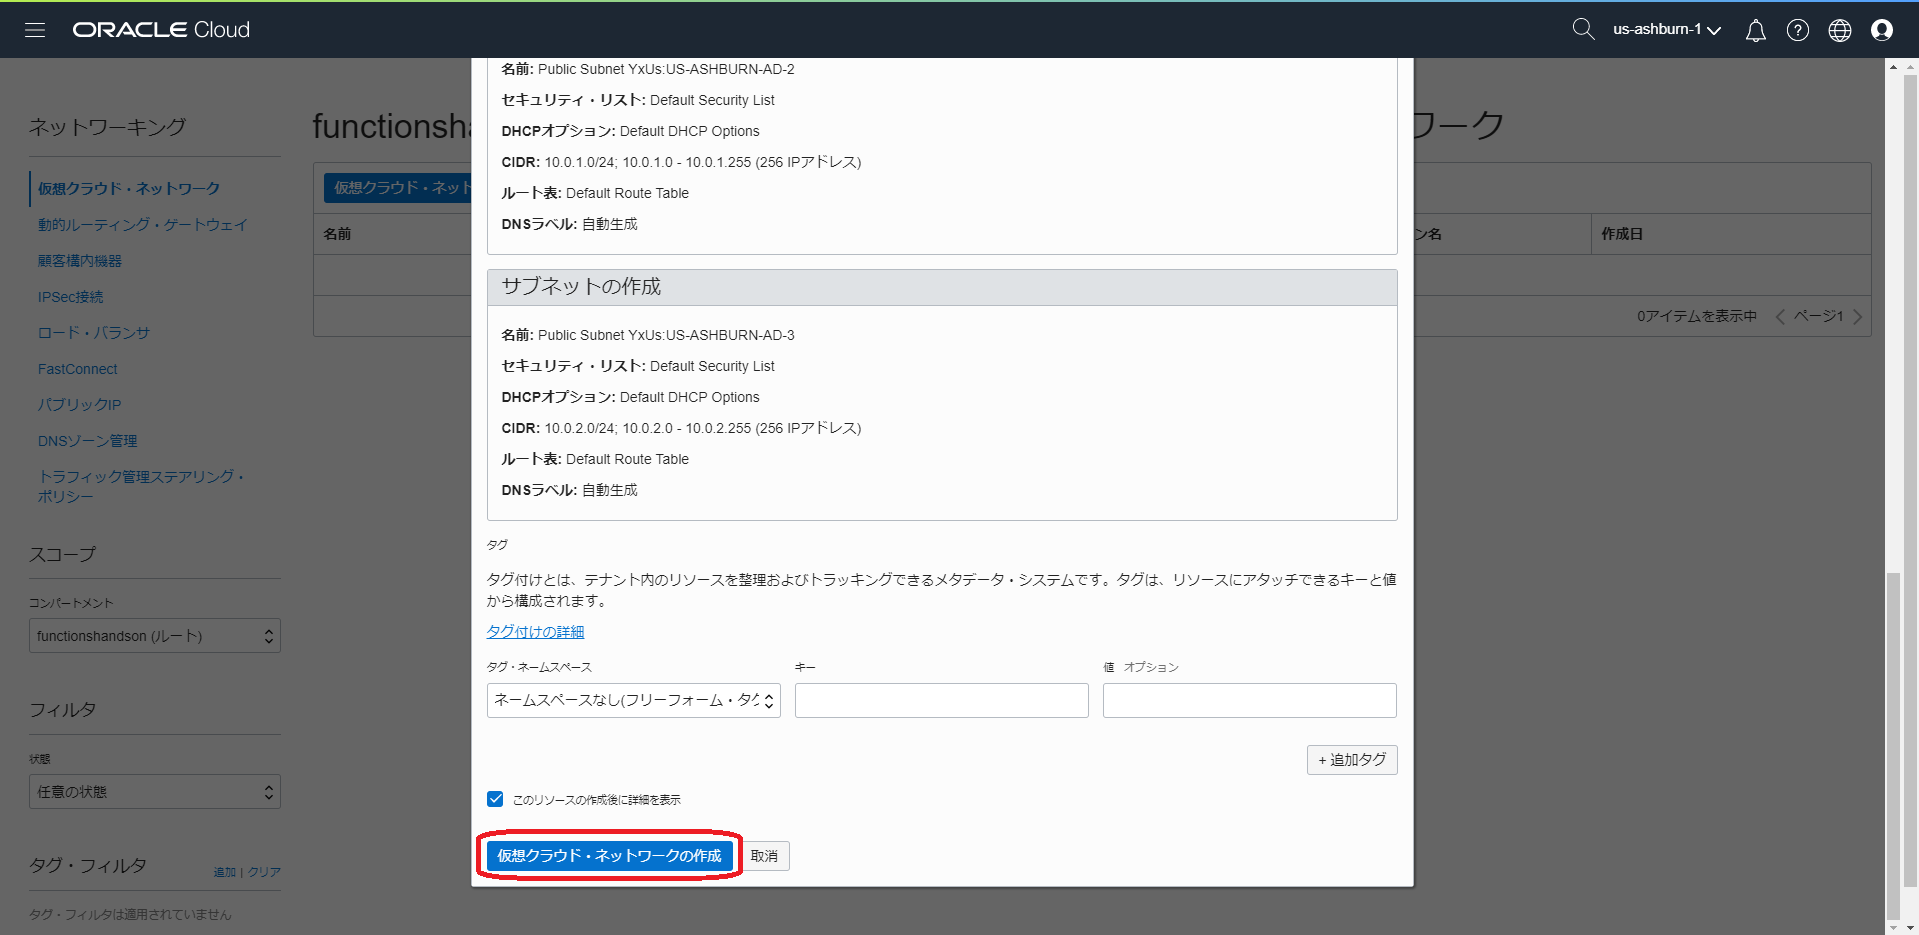 ORACLE Cloud
us-ashburn-1
ネットワーキング
仮想クラウド・ネットワーク
動的ルーティング・ゲートウェイ
顧客構内機器
IPSec接続
ロード・バランサ
FastConnect
パブリックIP
DNSゾーン管理
トラフィック管理ステアリング・
ポリシー
スコープ
コンパートメント
functionshandson (ルート)
フィルタ
状態
任意の状態
タグ・フィルタ
追加 | クリア
タグ・フィルタは適用されていません
functionsha
ワーク
仮想クラウド・ネット
名前
ン名
作成日
0アイテムを表示中
ページ1
名前: Public Subnet YxUs:US-ASHBURN-AD-2
セキュリティ・リスト: Default Security List
DHCPオプション: Default DHCP Options
CIDR: 10.0.1.0/24; 10.0.1.0 - 10.0.1.255 (256 IPアドレス)
ルート表: Default Route Table
DNSラベル: 自動生成
サブネットの作成
名前: Public Subnet YxUs:US-ASHBURN-AD-3
セキュリティ・リスト: Default Security List
DHCPオプション: Default DHCP Options
CIDR: 10.0.2.0/24; 10.0.2.0 - 10.0.2.255 (256 IPアドレス)
ルート表: Default Route Table
DNSラベル: 自動生成
タグ
タグ付けとは、テナント内のリソースを整理およびトラッキングできるメタデータ・システムです。タグは、リソースにアタッチできるキーと値
から構成されます。
タグ付けの詳細
タグ・ネームスペース
キー
値 オプション
ネームスペースなし(フリーフォーム・タグ
+ 追加タグ
このリソースの作成後に詳細を表示
仮想クラウド・ネットワークの作成
取消